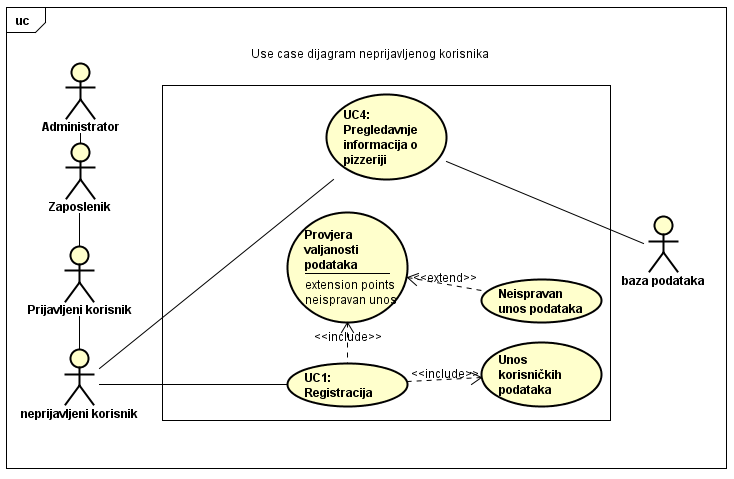 uc
Use case dijagram neprijavljenog korisnika
Administrator
Zaposlenik
Prijavljeni korisnik
neprijavljeni korisnik
UC4:
Pregledavnje
informacija o
pizzeriji
Provjera
valjanosti
podataka
extension points
neispravan unos
<<extend>>
Neispravan
unos podataka
<<include>>
UC1:
Registracija
<<include>>
Unos
korisničkih
podataka
baza podataka